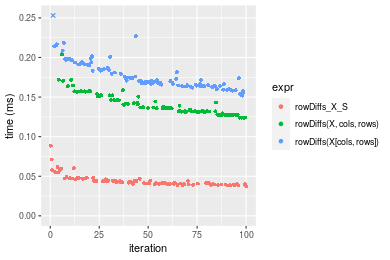 0.25
0.20
0.15
0.10
0.05
0.00
time (ms)
0
25
50
75
100
iteration
expr
rowDiffs_X_S
rowDiffs(X, cols, rows)
rowDiffs(X[cols, rows])